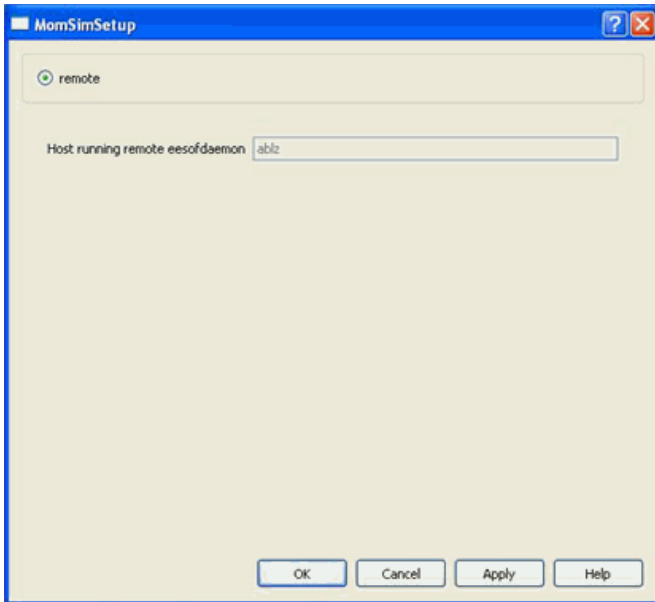 MomSimSetup
remote
Host running remote eesofdaemon ablz
OK Cancel Apply Help